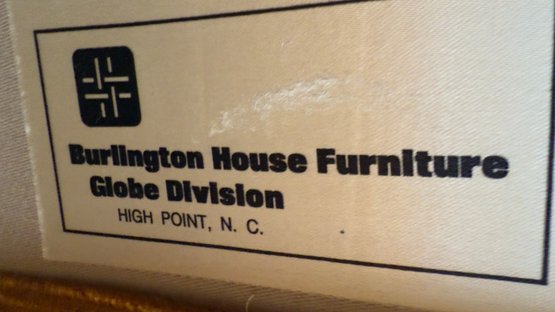 Burlington House Furniture
Globe Division
HIGH POINT, N. C.